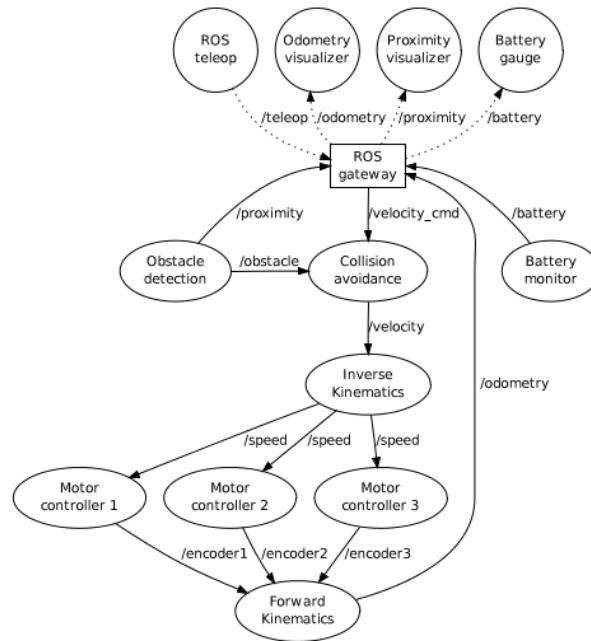 ROS
teleop
Odometry
visualizer
Proximity
visualizer
Battery
gauge
/teleop
/odometry
/proximity
/battery
ROS
gateway
/proximity
/velocity_cmd
/battery
Obstacle
detection
/obstacle
Collision
avoidance
Battery
monitor
/velocity
Inverse
Kinematics
/odometry
/speed
/speed
/speed
Motor
controller 1
Motor
controller 2
Motor
controller 3
/encoder1
/encoder2
/encoder3
Forward
Kinematics